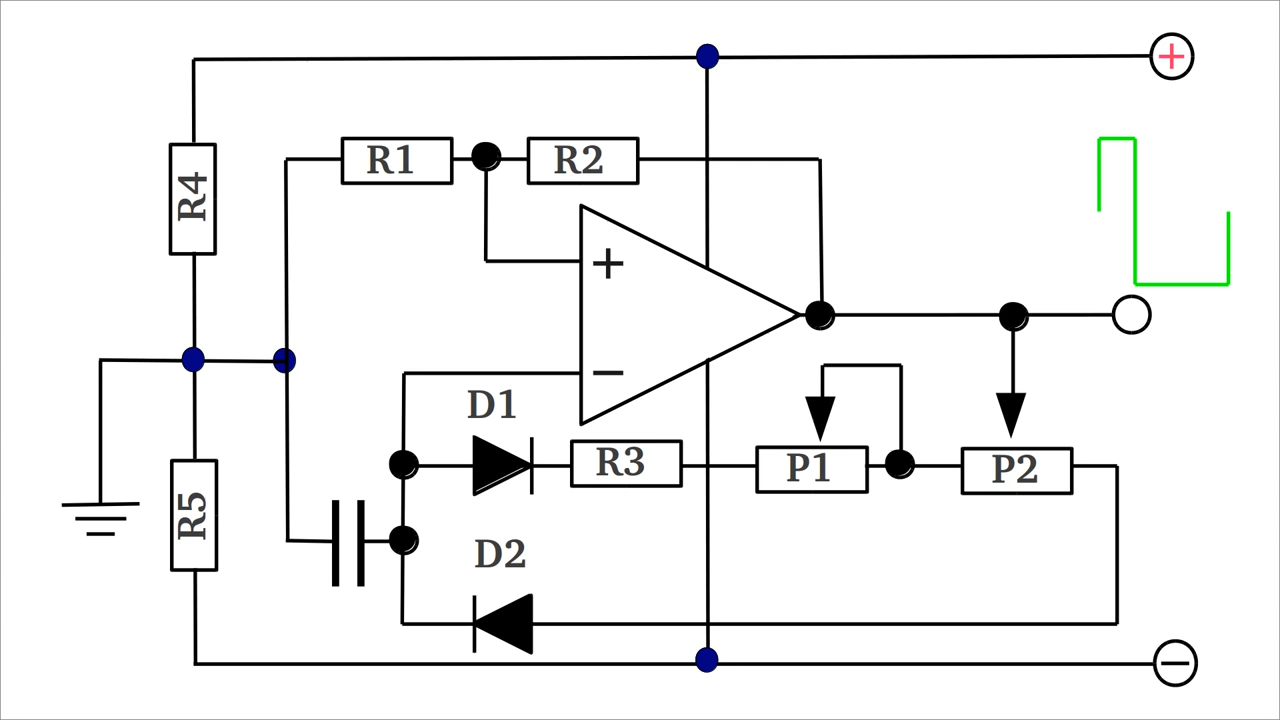 +
R1
R2
R4
+
−
D1
R3
P1
P2
R5
D2
−